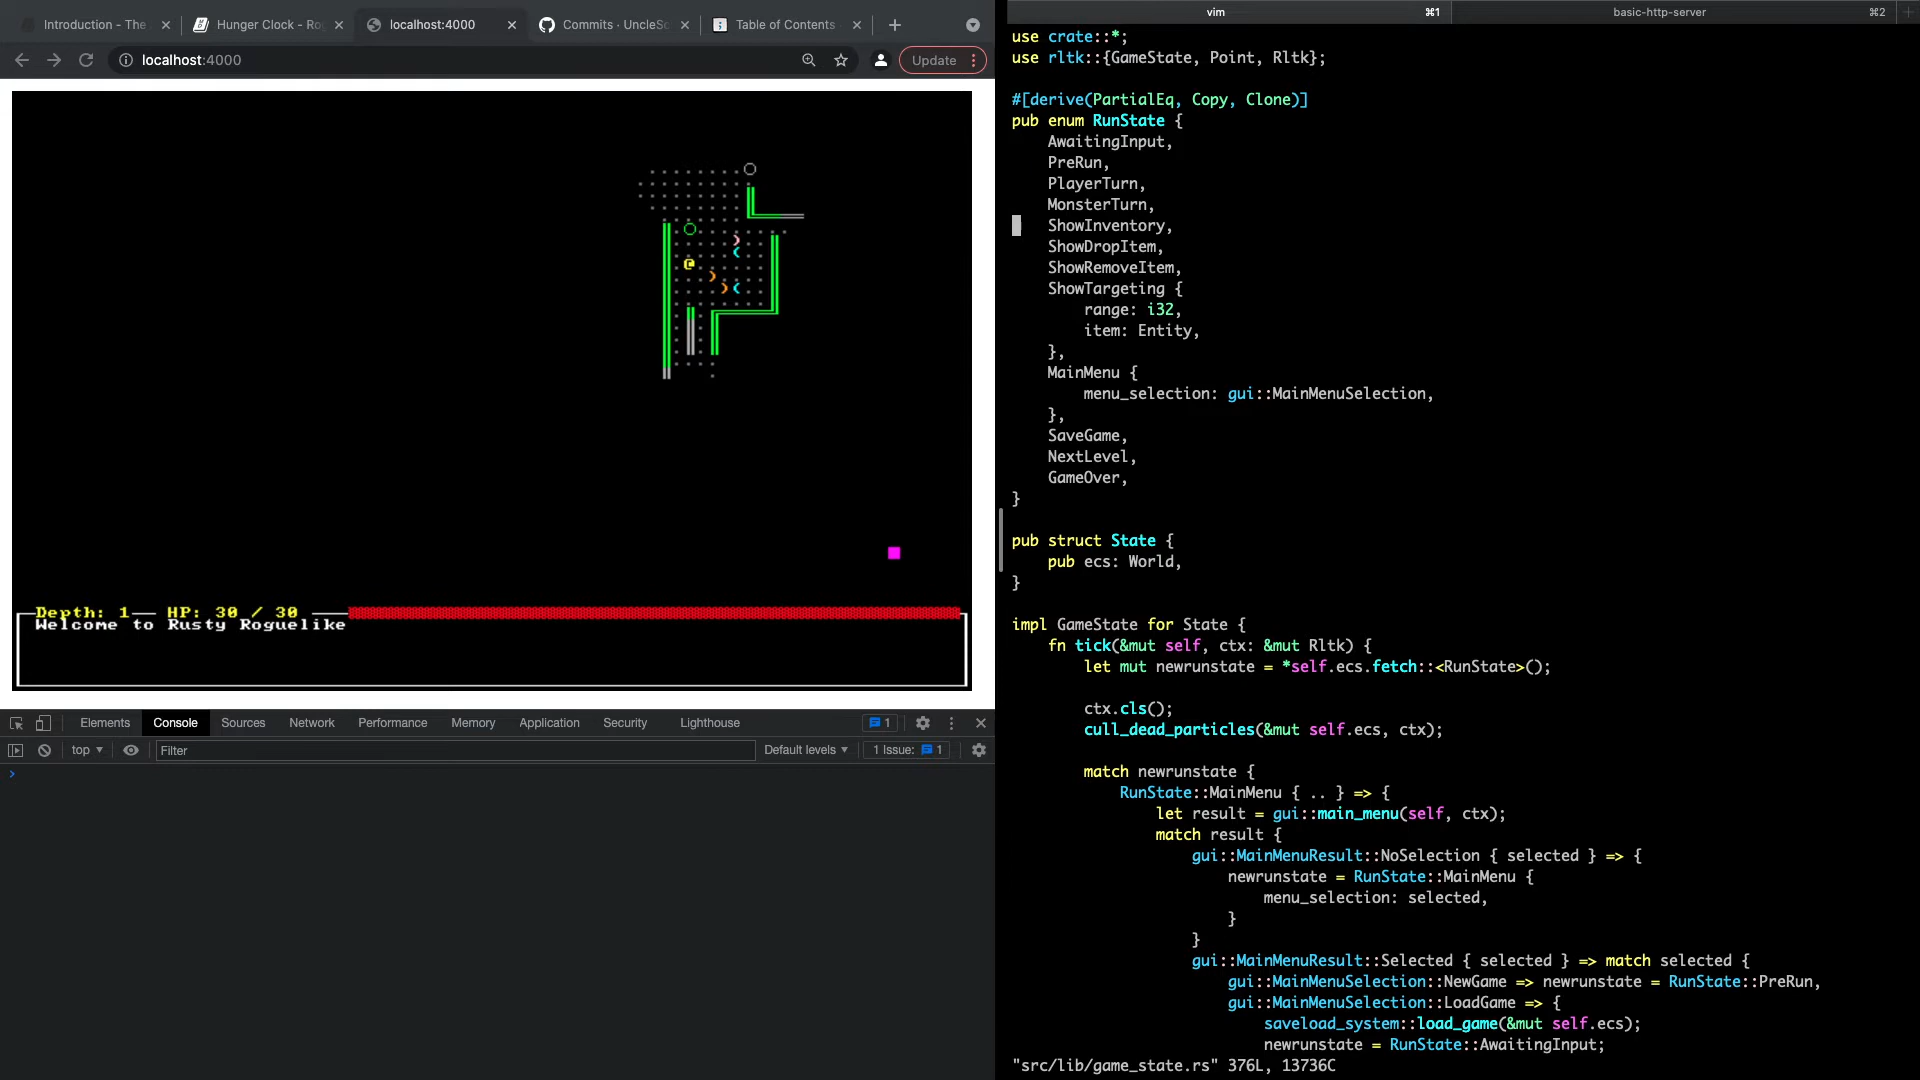 Introduction - The
Hunger Clock - Ro
localhost:4000
Commits · UncleSc
Table of Contents
localhost:4000
Update
Depth: 1
HP: 30 / 30
Welcome to Rusty Roguelike
Elements Console Sources Network Performance Memory Application Security Lighthouse 1
top Filter Default levels 1 Issue: 1
vim ⌘1 basic-http-server ⌘2
use crate::*;
use rltk::{GameState, Point, Rltk};
#[derive(PartialEq, Copy, Clone)]
pub enum RunState {
AwaitingInput,
PreRun,
PlayerTurn,
MonsterTurn,
ShowInventory,
ShowDropItem,
ShowRemoveItem,
ShowTargeting {
range: i32,
item: Entity,
},
MainMenu {
menu_selection: gui::MainMenuSelection,
},
SaveGame,
NextLevel,
GameOver,
}
pub struct State {
pub ecs: World,
}
impl GameState for State {
fn tick(&mut self, ctx: &mut Rltk) {
let mut newrunstate = *self.ecs.fetch::<RunState>();
ctx.cls();
cull_dead_particles(&mut self.ecs, ctx);
match newrunstate {
RunState::MainMenu { .. } => {
let result = gui::main_menu(self, ctx);
match result {
gui::MainMenuResult::NoSelection { selected } => {
newrunstate = RunState::MainMenu {
menu_selection: selected,
}
}
gui::MainMenuResult::Selected { selected } => match selected {
gui::MainMenuSelection::NewGame => newrunstate = RunState::PreRun,
gui::MainMenuSelection::LoadGame => {
saveload_system::load_game(&mut self.ecs);
newrunstate = RunState::AwaitingInput;
"src/lib/game_state.rs" 376L, 13736C